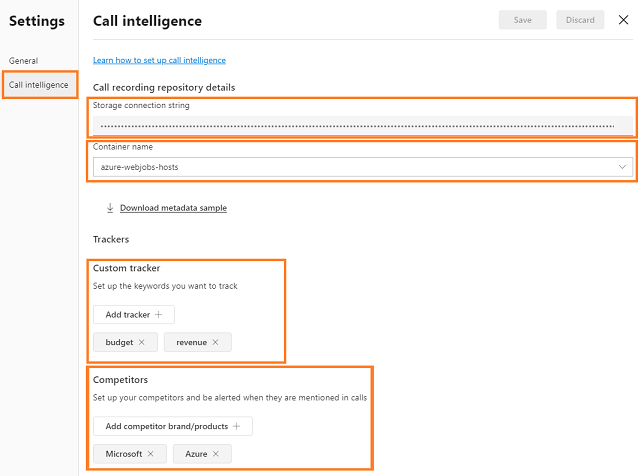 Settings
Call intelligence
Save
Discard
General
Call intelligence
Learn how to set up call intelligence
Call recording repository details
Storage connection string
Container name
azure-webjobs-hosts
Download metadata sample
Trackers
Custom tracker
Set up the keywords you want to track
Add tracker
budget
revenue
Competitors
Set up your competitors and be alerted when they are mentioned in calls
Add competitor brand/products
Microsoft
Azure